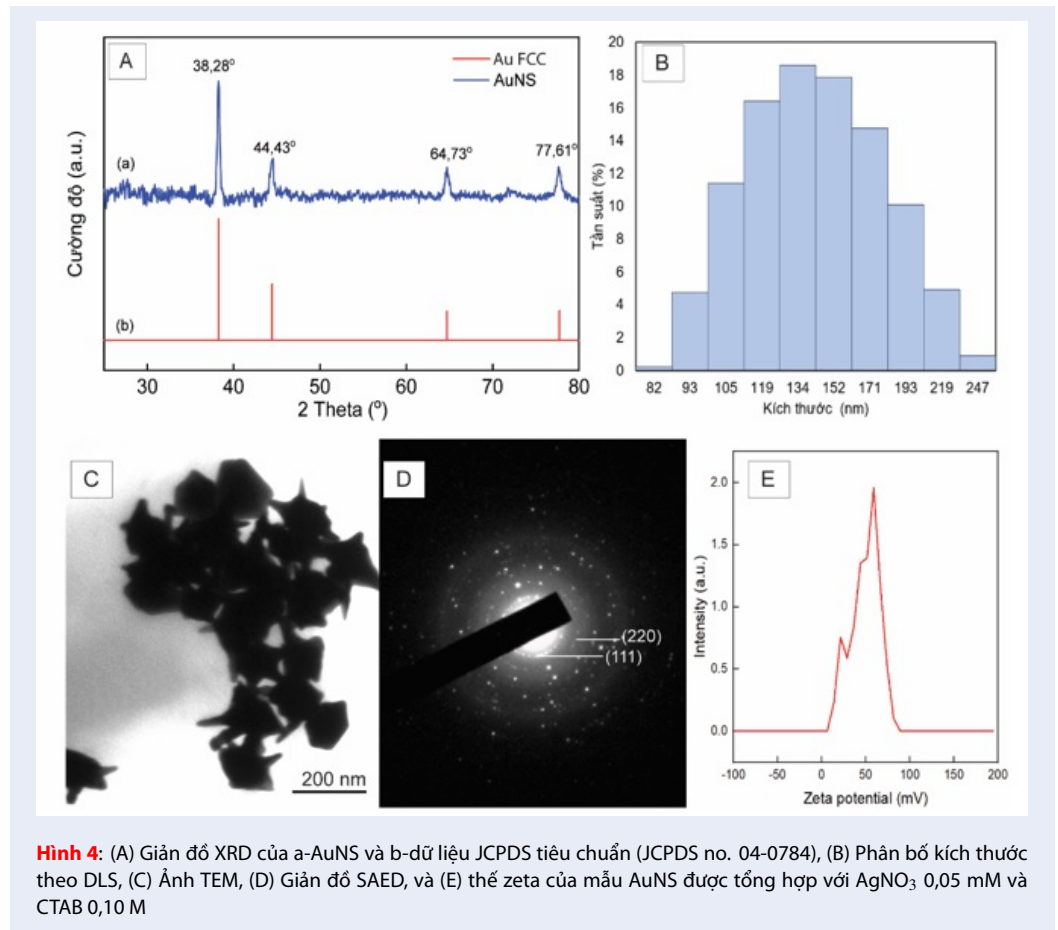 A
Au FCC
AuNS
38,28⁰
44,43⁰
64,73⁰
77,61⁰
(a)
(b)
Cường độ (a.u.)
30 40 50 60 70 80
2 Theta (⁰)
B
20
18
16
14
12
10
8
6
4
2
0
Tần suất (%)
82 93 105 119 134 152 171 193 219 247
Kích thước (nm)
C
200 nm
D
(220)
(111)
E
2.0
1.5
1.0
0.5
0.0
Intensity (a.u.)
-100 -50 0 50 100 150 200
Zeta potential (mV)
Hình 4: (A) Giản đồ XRD của a-AuNS và b-dữ liệu JCPDS tiêu chuẩn (JCPDS no. 04-0784), (B) Phân bố kích thước
theo DLS, (C) Ảnh TEM, (D) Giản đồ SAED, và (E) thế zeta của mẫu AuNS được tổng hợp với AgNO₃ 0,05 mM và
CTAB 0,10 M